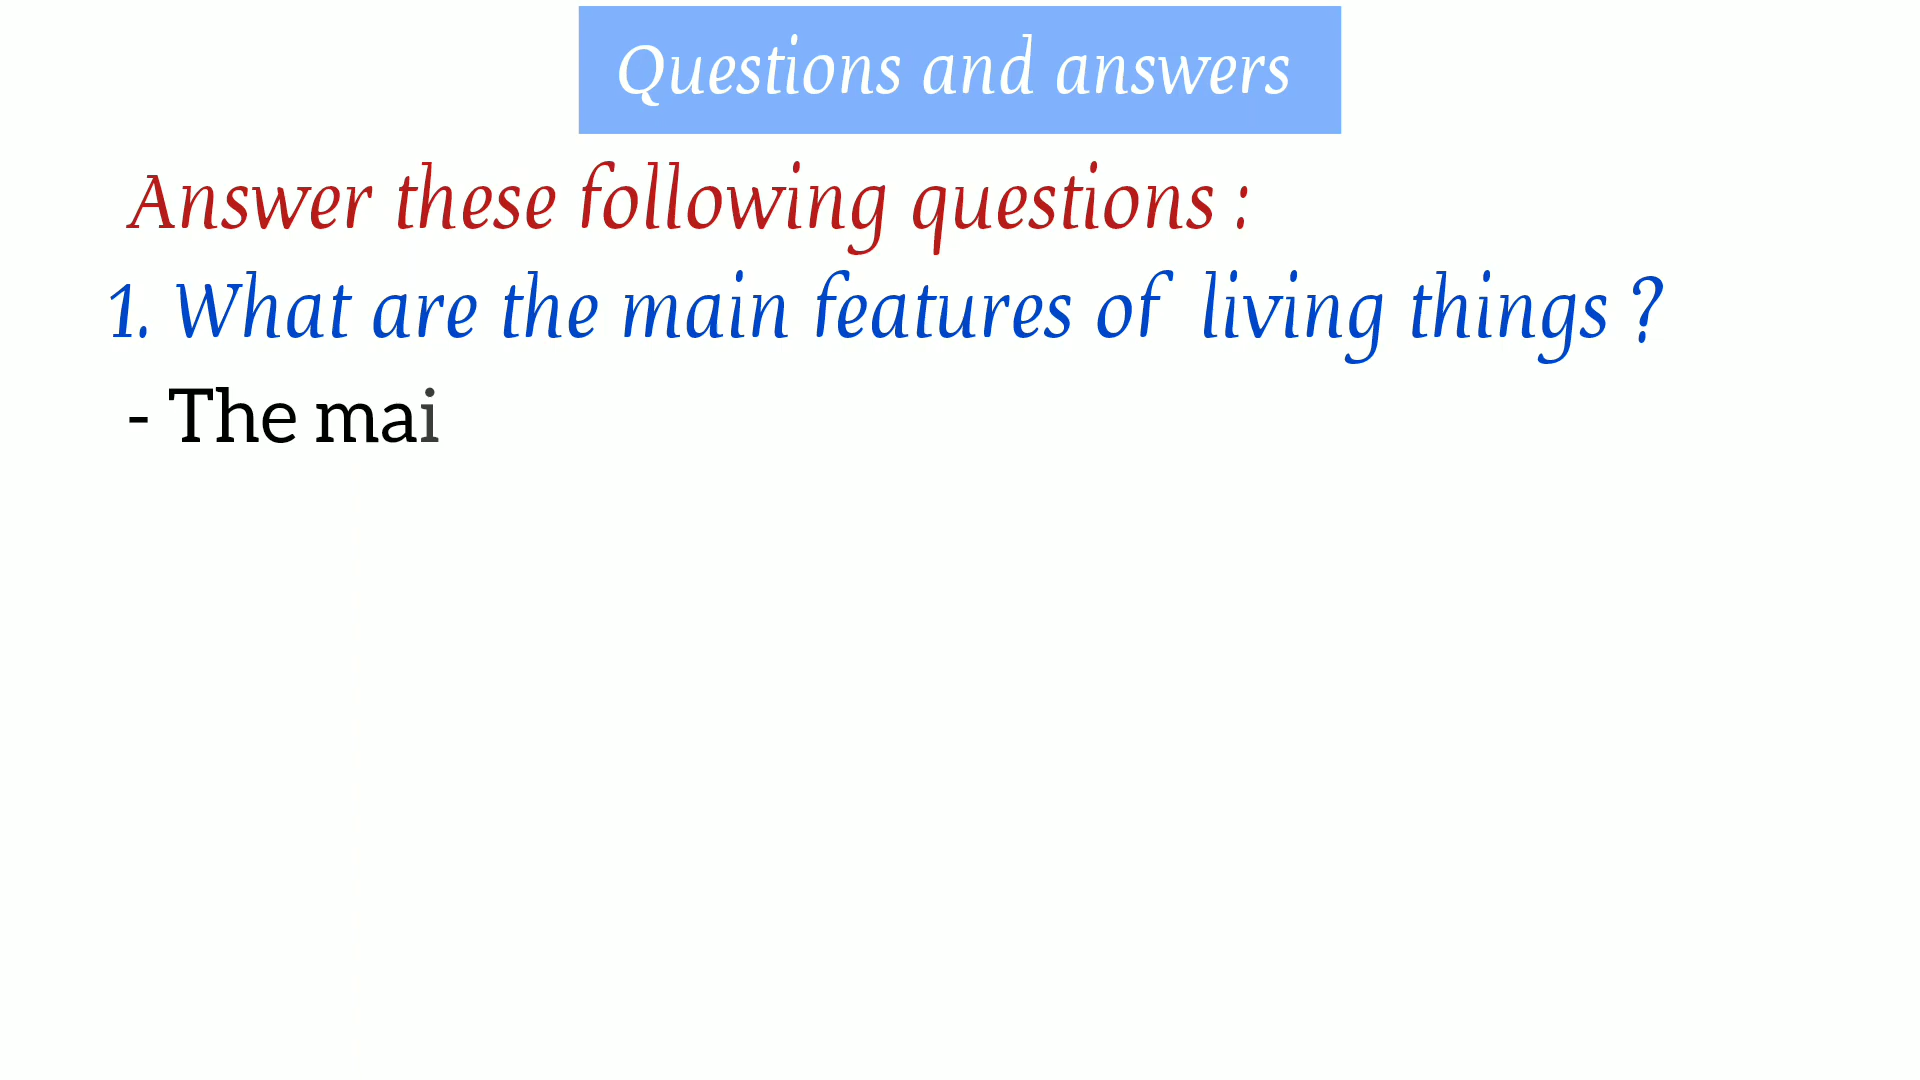 Questions and answers
Answer these following questions :
1. What are the main features of living things ?
- The mai